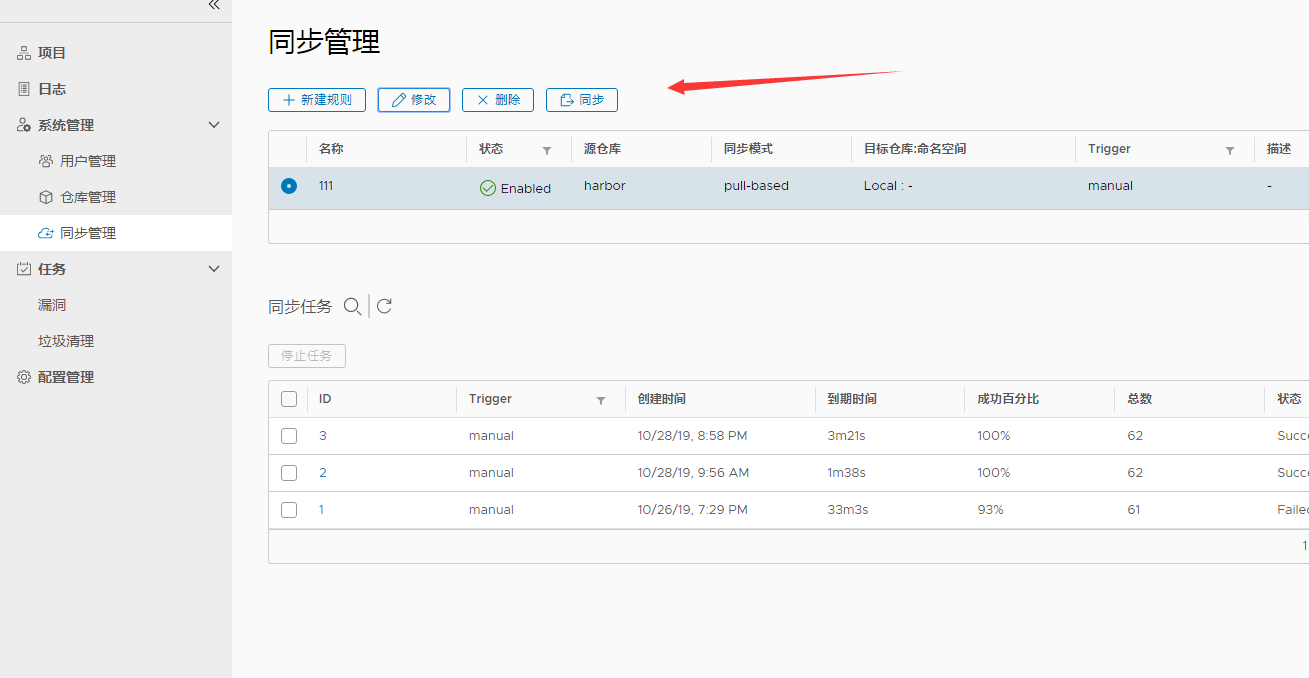 同步管理
项目
日志
系统管理
用户管理
仓库管理
同步管理
任务
漏洞
垃圾清理
配置管理
新建规则 修改 删除 同步
名称 状态 源仓库 同步模式 目标仓库:命名空间 Trigger 描述
111 Enabled harbor pull-based Local : - manual -
同步任务
停止任务
ID Trigger 创建时间 到期时间 成功百分比 总数 状态
3 manual 10/28/19, 8:58 PM 3m21s 100% 62 Succe
2 manual 10/28/19, 9:56 AM 1m38s 100% 62 Succe
1 manual 10/26/19, 7:29 PM 33m3s 93% 61 Failed
1